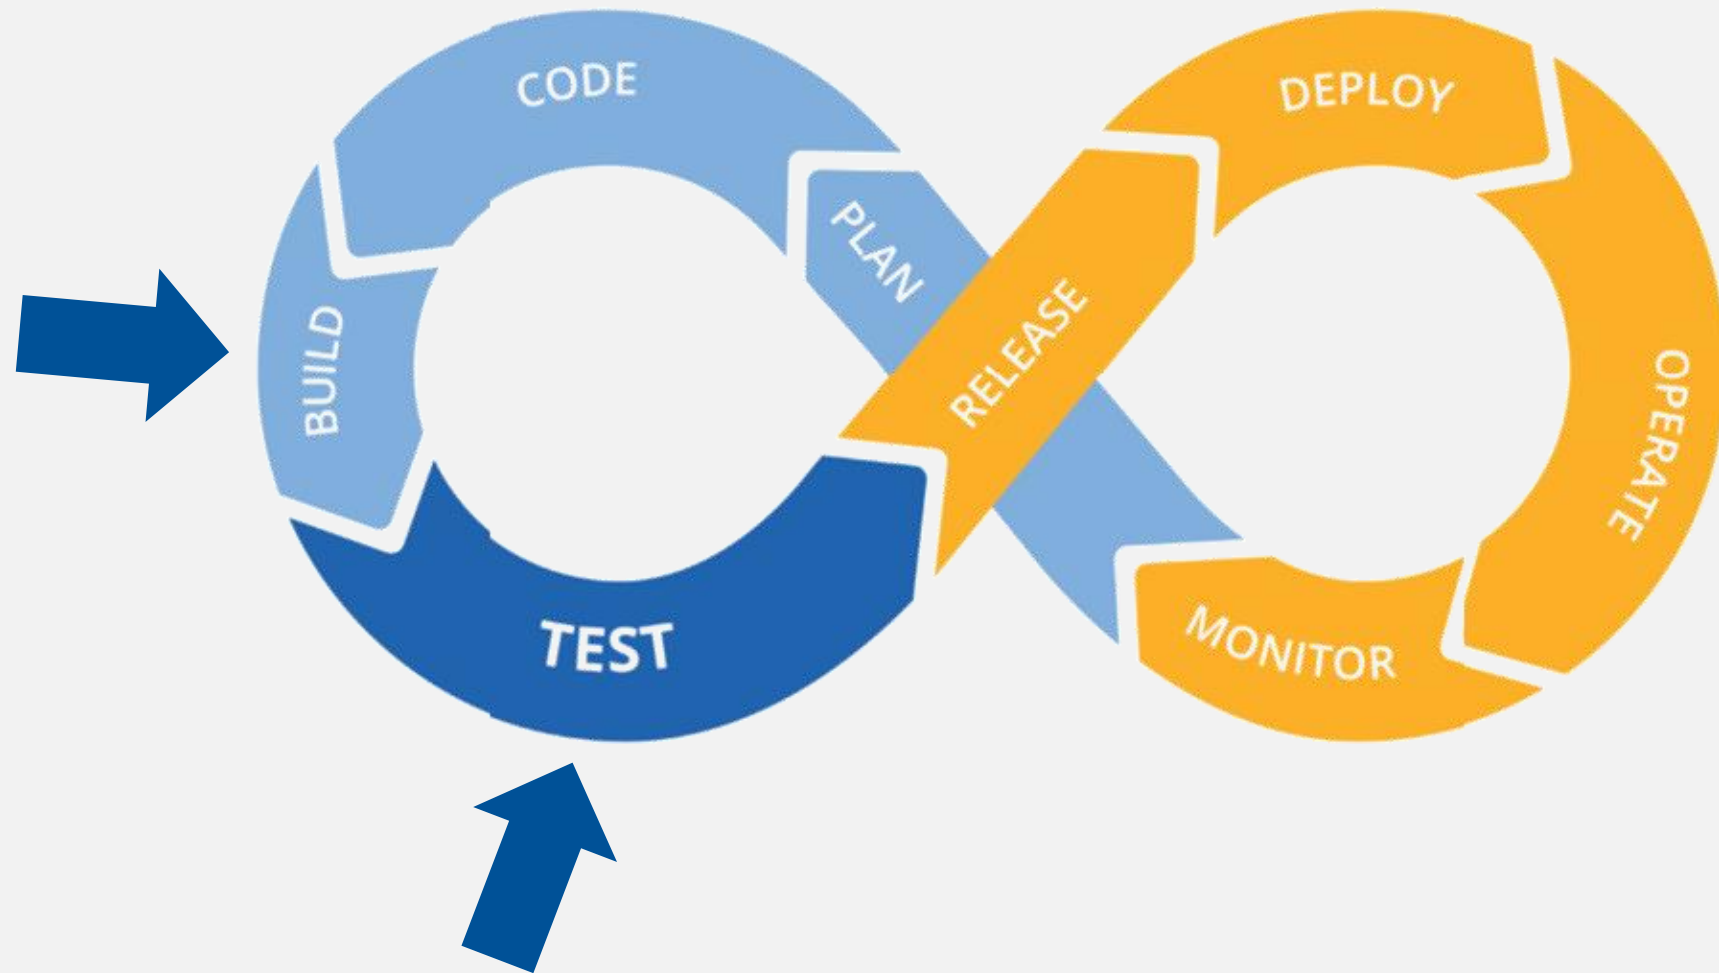 CODE
DEPLOY
PLAN
RELEASE
BUILD
OPERATE
TEST
MONITOR